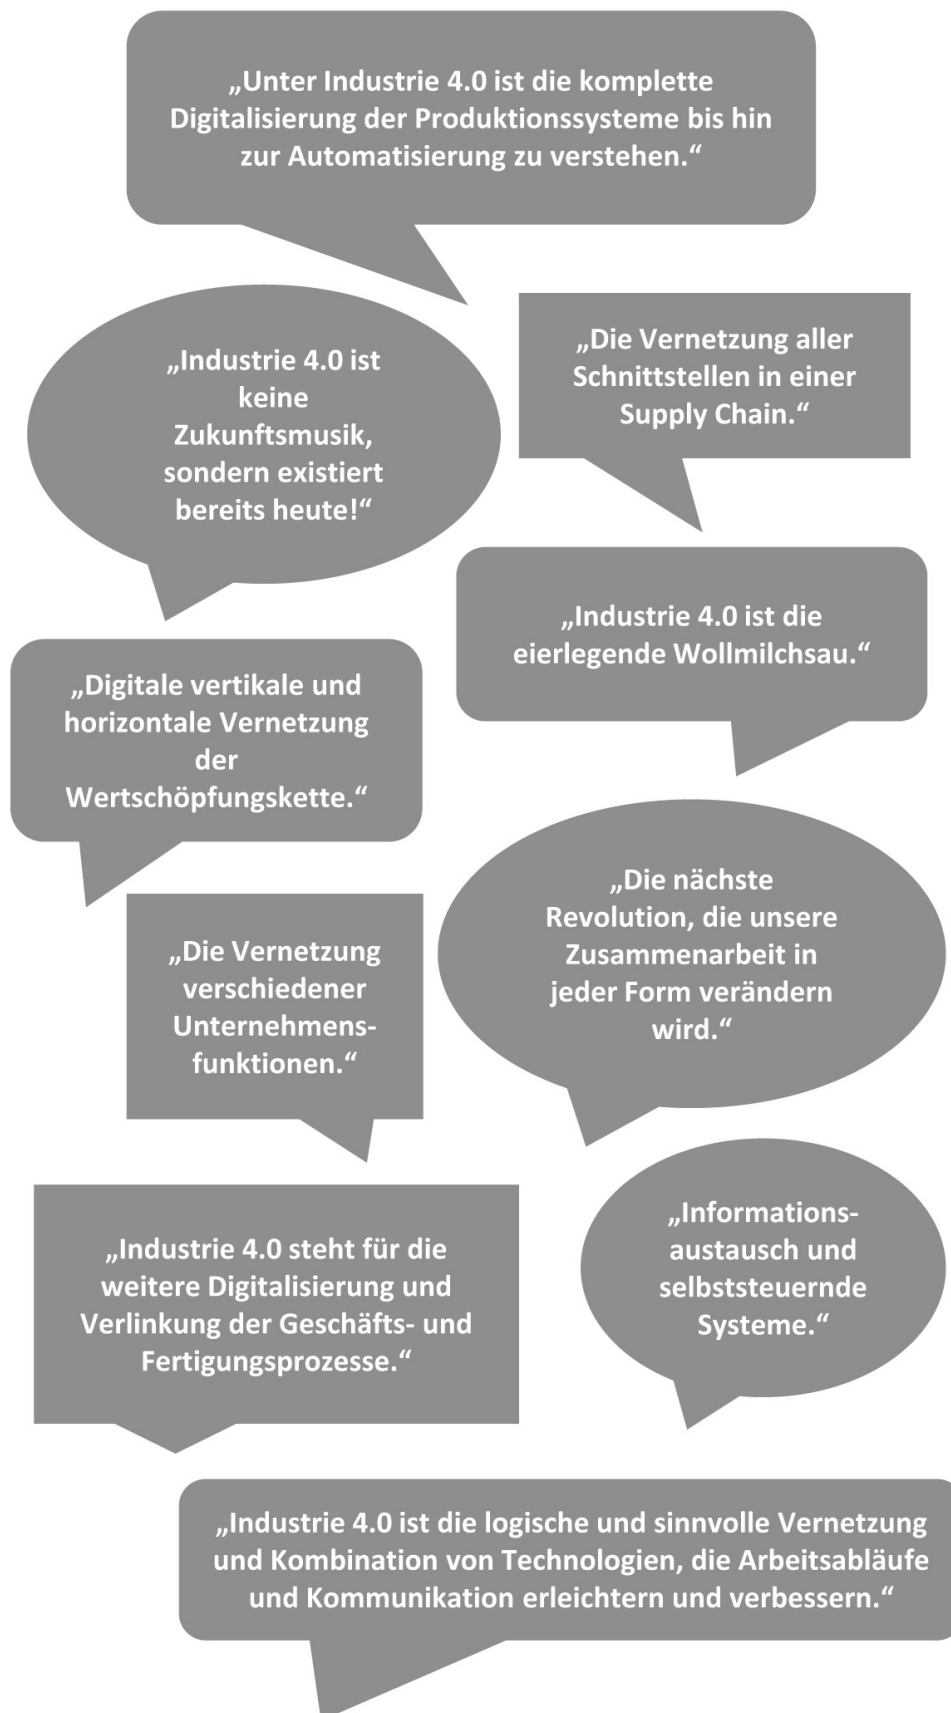 „Unter Industrie 4.0 ist die komplette
Digitalisierung der Produktionssysteme bis hin
zur Automatisierung zu verstehen.“
„Industrie 4.0 ist
keine
Zukunftsmusik,
sondern existiert
bereits heute!“
„Die Vernetzung aller
Schnittstellen in einer
Supply Chain.“
„Industrie 4.0 ist die
eierlegende Wollmilchsau.“
„Digitale vertikale und
horizontale Vernetzung
der
Wertschöpfungskette.“
„Die nächste
Revolution, die unsere
Zusammenarbeit in
jeder Form verändern
wird.“
„Die Vernetzung
verschiedener
Unternehmens-
funktionen.“
„Informations-
austausch und
selbststeuernde
Systeme.“
„Industrie 4.0 steht für die
weitere Digitalisierung und
Verlinkung der Geschäfts- und
Fertigungsprozesse.“
„Industrie 4.0 ist die logische und sinnvolle Vernetzung
und Kombination von Technologien, die Arbeitsabläufe
und Kommunikation erleichtern und verbessern.“